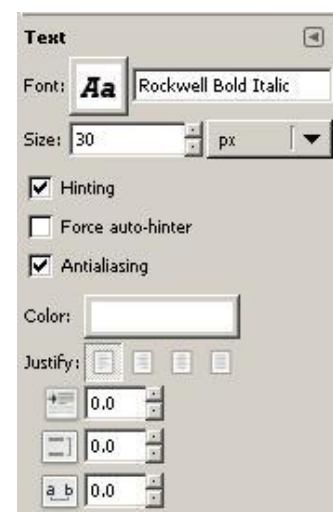 Text
Font: Aa Rockwell Bold Italic
Size: 30 px
Hinting
Force auto-hinter
Antialiasing
Color:
Justify:
0.0
0.0
a b 0.0